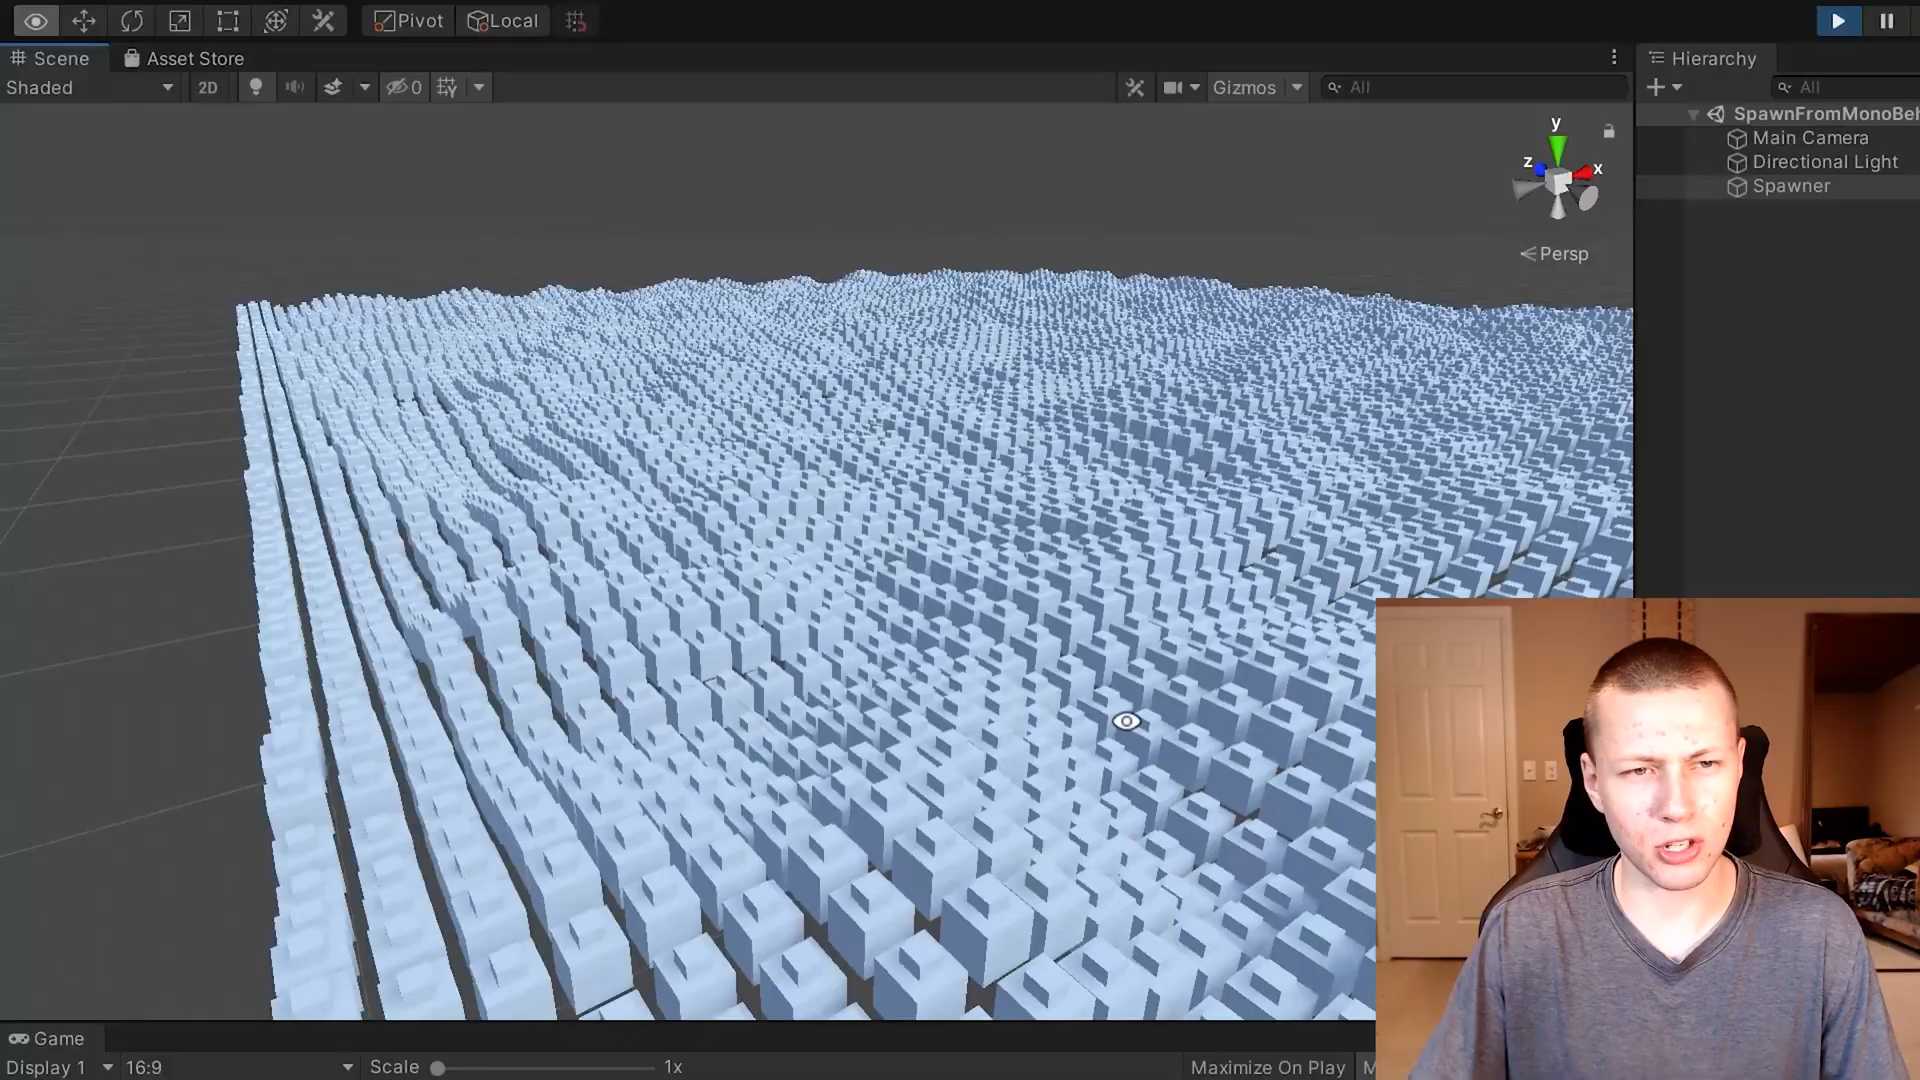 Pivot Local
Scene Asset Store
Hierarchy
Shaded 2D 0 Gizmos All
All
SpawnFromMonoBeh
Main Camera
Directional Light
Spawner
y
z x
Persp
Game
Display 1 16:9 Scale 1x Maximize On Play M